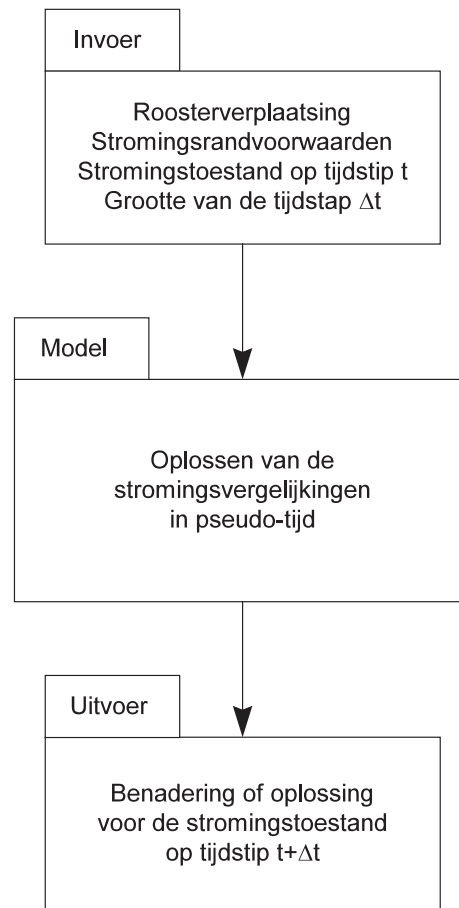 Invoer
Roosterverplaatsing
Stromingsrandvoorwaarden
Stromingstoestand op tijdstip t
Grootte van de tijdstap Δt
Model
Oplossen van de
stromingsvergelijkingen
in pseudo-tijd
Uitvoer
Benadering of oplossing
voor de stromingstoestand
op tijdstip t+Δt